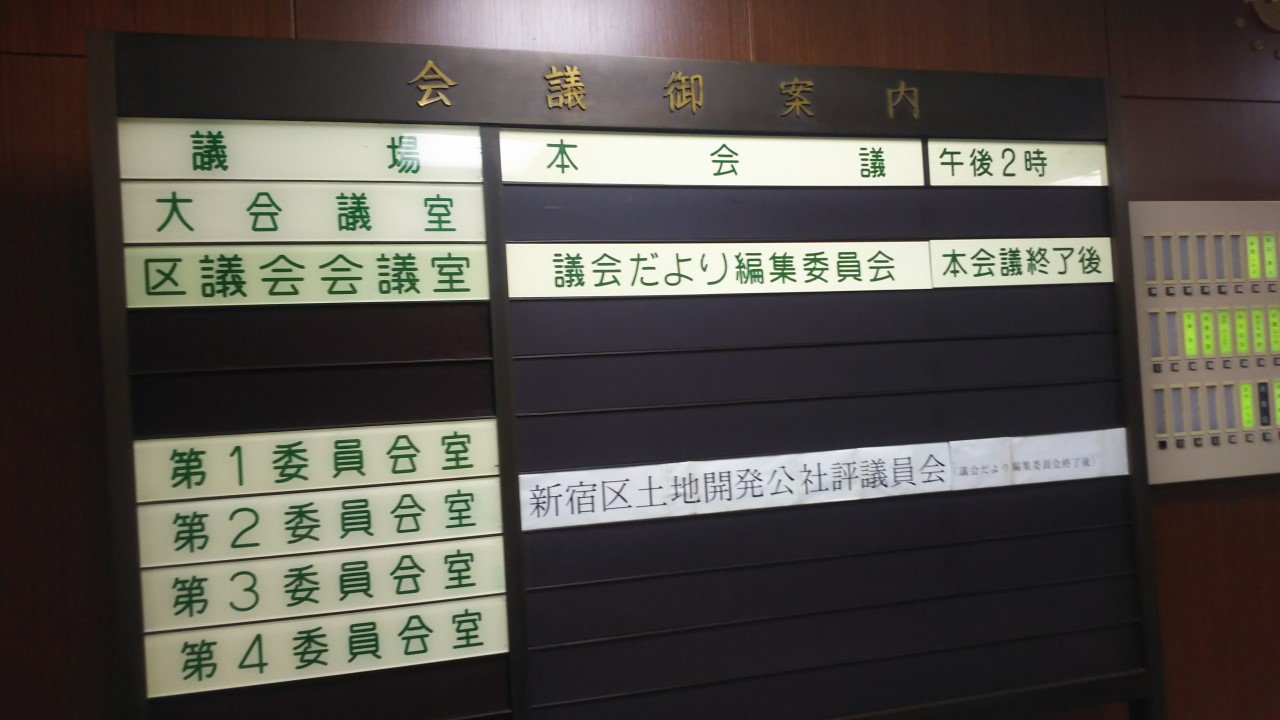 会議御案内
議場 本会議 午後2時
大会議室
区議会会議室 議会だより編集委員会 本会議終了後
第1委員会室 新宿区土地開発公社評議員会 (議会だより編集委員会終了後)
第2委員会室
第3委員会室
第4委員会室